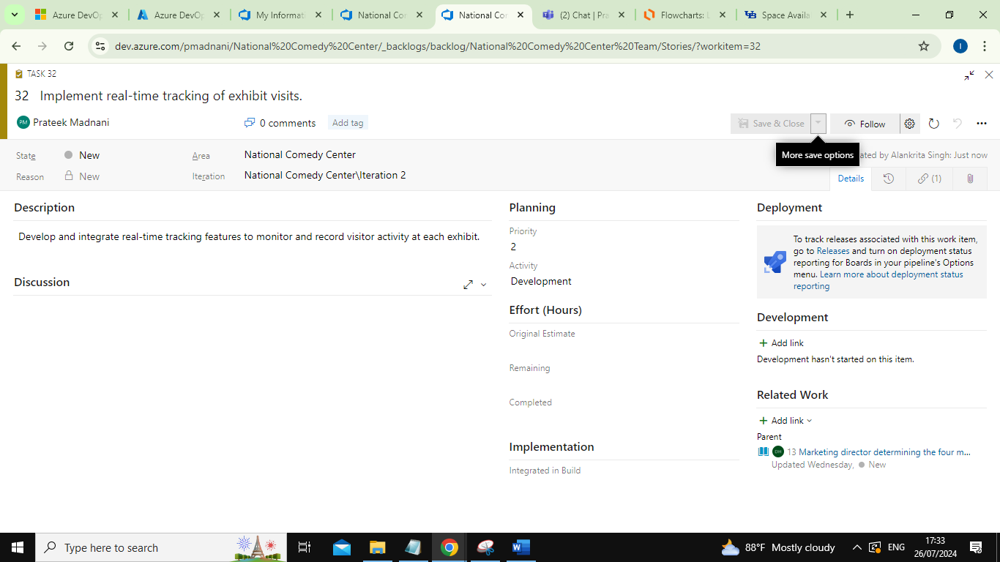 Azure DevOp
Azure DevOp
My Informati
National Con
National Con
(2) Chat | Pra
Flowcharts: L
Space Availa
dev.azure.com/pmadnani/National%20Comedy%20Center/_backlogs/backlog/National%20Comedy%20Center%20Team/Stories/?workitem=32
I
TASK 32
32 Implement real-time tracking of exhibit visits.
PM Prateek Madnani
0 comments
Add tag
Save & Close
Follow
State New
Area National Comedy Center
More save options
ated by Alankrita Singh: Just now
Reason New
Iteration National Comedy Center\Iteration 2
Details
(1)
Description
Develop and integrate real-time tracking features to monitor and record visitor activity at each exhibit.
Discussion
Planning
Priority
2
Activity
Development
Effort (Hours)
Original Estimate
Remaining
Completed
Implementation
Integrated in Build
Deployment
To track releases associated with this work item,
go to Releases and turn on deployment status
reporting for Boards in your pipeline's Options
menu. Learn more about deployment status
reporting
Development
Add link
Development hasn't started on this item.
Related Work
Add link
Parent
DH 13 Marketing director determining the four m...
Updated Wednesday, New
Type here to search
88°F Mostly cloudy
ENG
17:33
26/07/2024